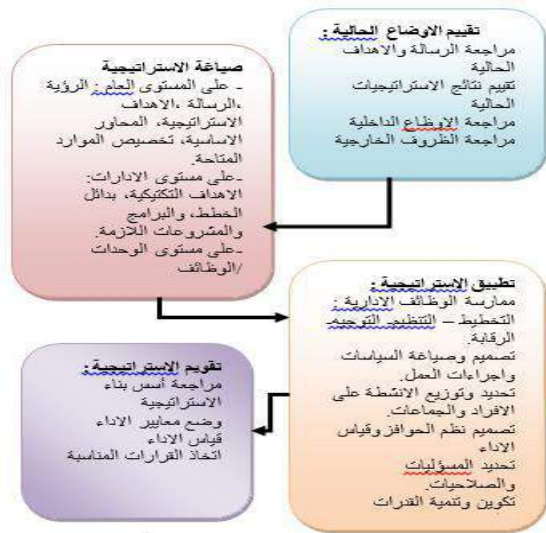 تقييم الاوضاع الحالية :
مراجعة الرسالة والاهداف
الحالية
تقييم نتائج الاستراتيجيات
الحالية
مراجعة الاوظاع الداخلية
مراجعة الظروف الخارجية
صياغة الاستراتيجية
- على المستوى العام : الرؤية
،الرسالة ،الاهداف
الاستراتيجية، المحاور
الاساسية، تخصيص الموارد
المتاحة.
-على مستوى الادارات:
الاهداف التكتيكية، بدائل
الخطط، والبرامج
والمشروعات اللازمة.
-على مستوى الوحدات
/الوظائف
تطبيق الاستراتيجية :
ممارسة الوظائف الادارية :
التخطيط – التنظيم- التوجيه-
الرقابة.
تصميم وصياغة السياسات
واجراءات العمل.
تحديد وتوزيع الانشطة على
الافراد والجماعات.
تصميم نظم الحوافز وقياس
الاداء
تحديد المسؤليات
والصلاحيات.
تكوين وتنمية القدرات
تقويم الاستراتيجية :
مراجعة أسس بناء
الاستراتيجية
وضع معايير الاداء
قياس الاداء
اتخاذ القرارات المناسبة